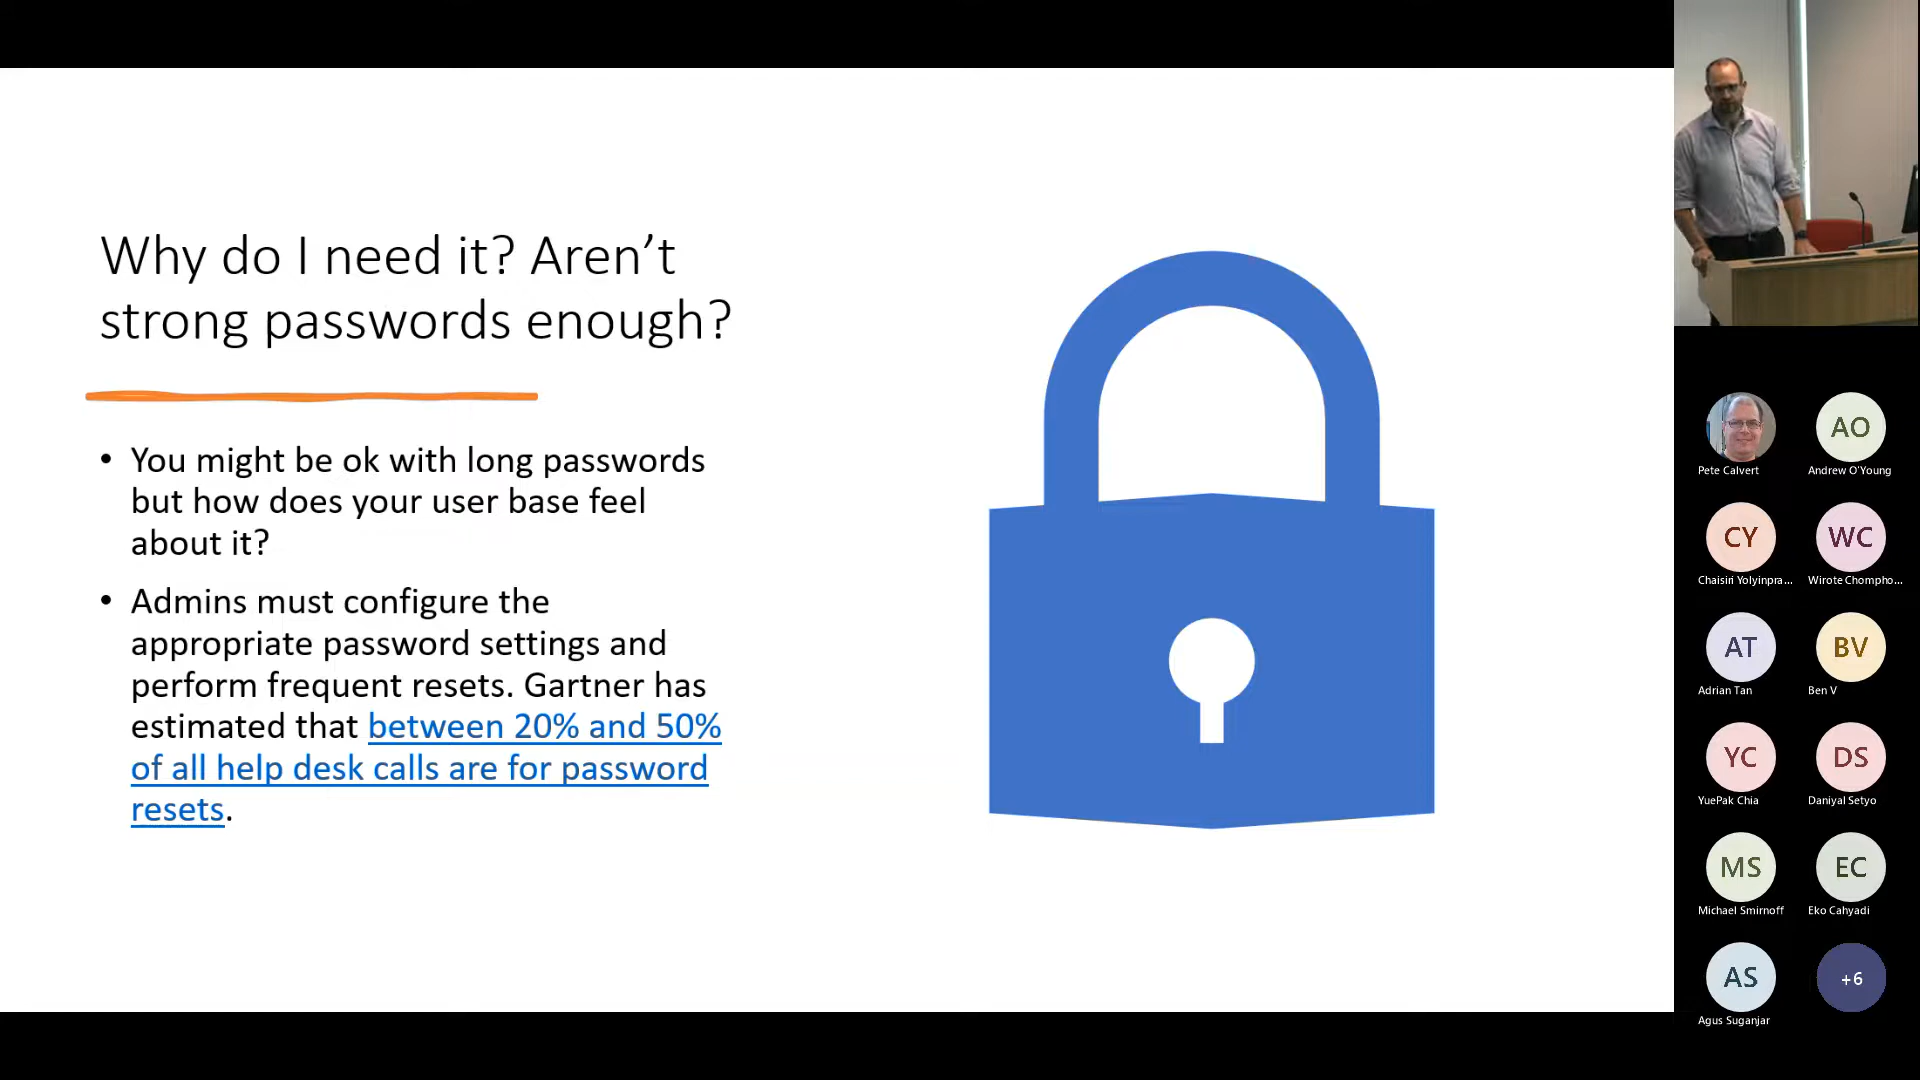 Why do I need it? Aren’t
strong passwords enough?
• You might be ok with long passwords
but how does your user base feel
about it?
• Admins must configure the
appropriate password settings and
perform frequent resets. Gartner has
estimated that between 20% and 50%
of all help desk calls are for password
resets.
Pete Calvert
AO
Andrew O'Young
CY
Chaisiri Yolyinpra...
WC
Wirote Chompho...
AT
Adrian Tan
BV
Ben V
YC
YuePak Chia
DS
Daniyal Setyo
MS
Michael Smirnoff
EC
Eko Cahyadi
AS
Agus Suganjar
+6